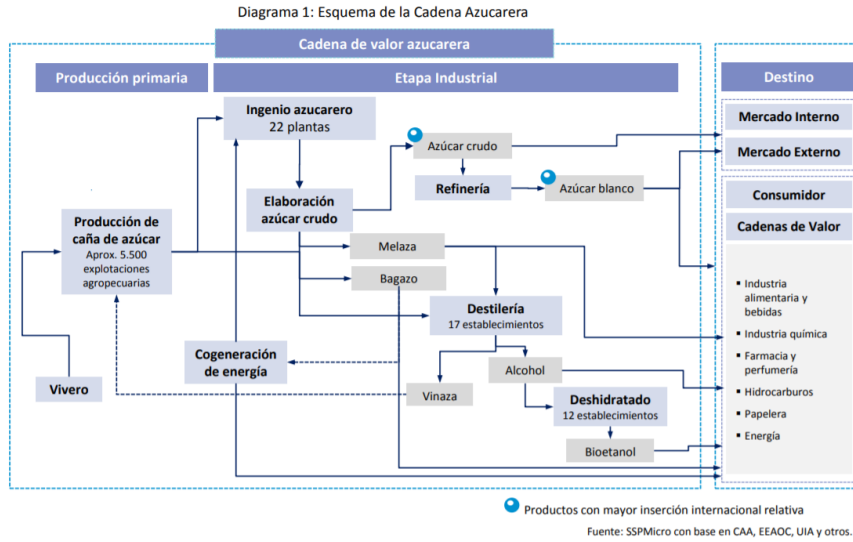 Diagrama 1: Esquema de la Cadena Azucarera
Cadena de valor azucarera
Producción primaria
Etapa Industrial
Destino
Ingenio azucarero
22 plantas
Azúcar crudo
Refinería
Azúcar blanco
Elaboración
azúcar crudo
Producción de
caña de azúcar
Aprox. 5.500
explotaciones
agropecuarias
Melaza
Bagazo
Destilería
17 establecimientos
Cogeneración
de energía
Vivero
Vinaza
Alcohol
Deshidratado
12 establecimientos
Bioetanol
Mercado Interno
Mercado Externo
Consumidor
Cadenas de Valor
▪ Industria
alimentaria y
bebidas
▪ Industria química
▪ Farmacia y
perfumería
▪ Hidrocarburos
▪ Papelera
▪ Energía
Productos con mayor inserción internacional relativa
Fuente: SSPMicro con base en CAA, EEAOC, UIA y otros.